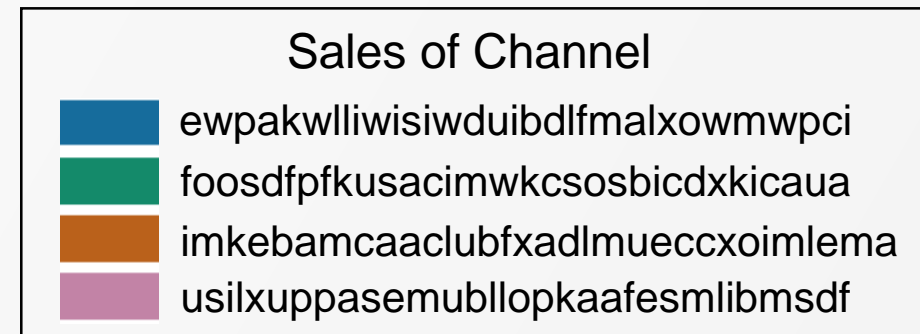 Sales of Channel
ewpakwlliwisiwduibdlfmalxowmwpci
foosdfpfkusacimwkcsosbicdxkicaua
imkebamcaaclubfxadlmueccxoimlema
usilxuppasemubllopkaafesmlibmsdf